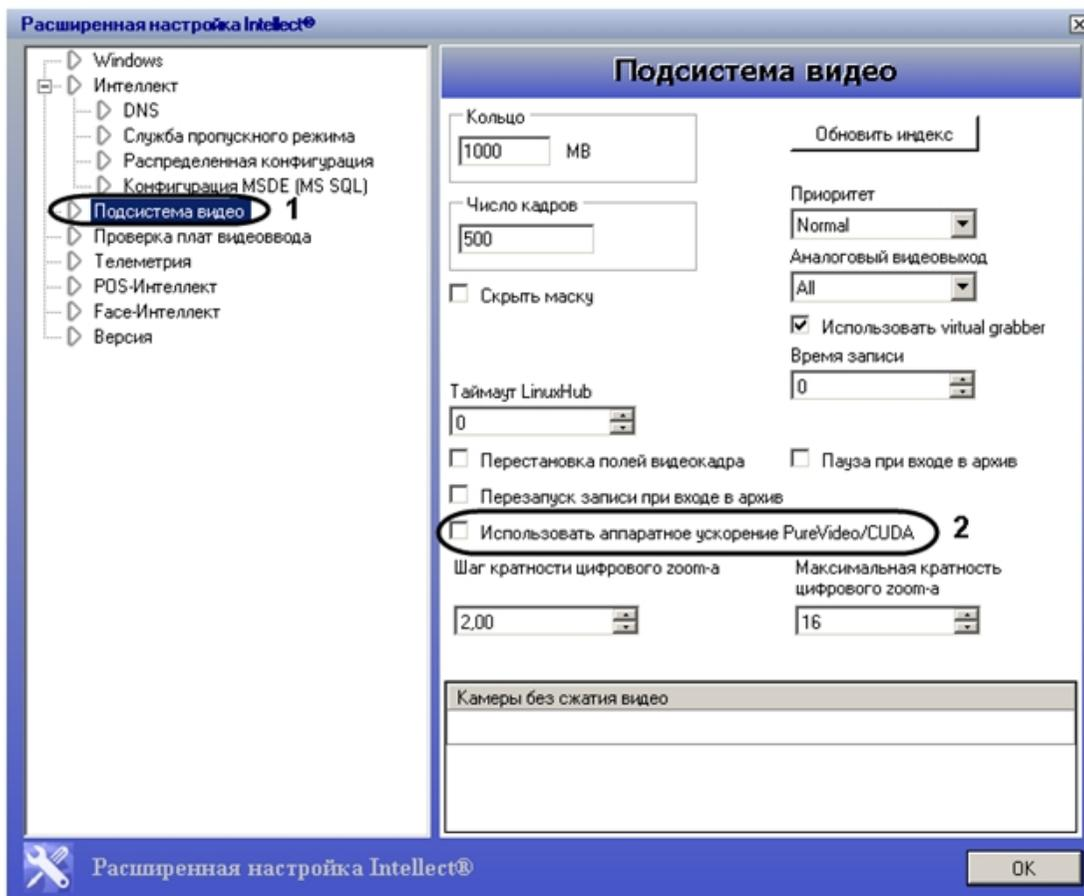 Расширенная настройка Intellect®
Windows
Интеллект
DNS
Служба пропускного режима
Распределенная конфигурация
Конфигурация MSDE (MS SQL)
Подсистема видео 1
Проверка плат видеоввода
Телеметрия
POS-Интеллект
Face-Интеллект
Версия
Подсистема видео
Кольцо
1000 MB
Обновить индекс
Число кадров
500
Приоритет
Normal
Аналоговый видеовыход
All
Скрыть маску
Использовать virtual grabber
Время записи
0
Таймаут LinuxHub
0
Перестановка полей видеокадра
Пауза при входе в архив
Перезапуск записи при входе в архив
Использовать аппаратное ускорение PureVideo/CUDA 2
Шаг кратности цифрового zoom-а
2,00
Максимальная кратность
цифрового zoom-а
16
Камеры без сжатия видео
Расширенная настройка Intellect®
OK